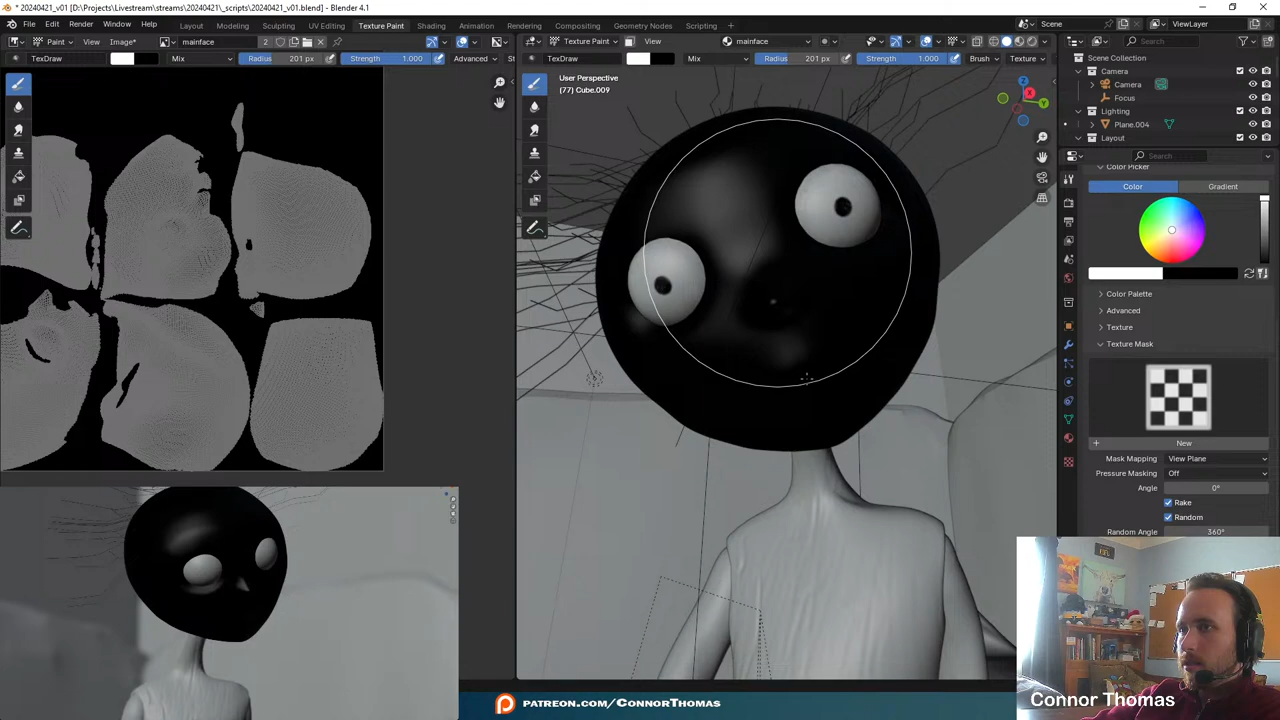 * 20240421_v01 [D:\Projects\Livestream\streams\20240421\_scripts\20240421_v01.blend] - Blender 4.1
File Edit Render Window Help Layout Modeling Sculpting UV Editing Texture Paint Shading Animation Rendering Compositing Geometry Nodes Scripting + Scene ViewLayer
Paint View Image* mainface 2 Texture Paint View mainface Search
TexDraw Mix Radius 201 px Strength 1.000 Advanced TexDraw Mix Radius 201 px Strength 1.000 Brush Texture
Scene Collection
Camera
Camera
Focus
Lighting
Plane.004
Layout
User Perspective
(77) Cube.009
Z
X
Y
Search
Color Picker
Color Gradient
Color Palette
Advanced
Texture
Texture Mask
+ New
Mask Mapping View Plane
Pressure Masking Off
Angle 0°
Rake
Random
Random Angle 360°
PATREON.COM/CONNORTHOMAS
Connor Thomas